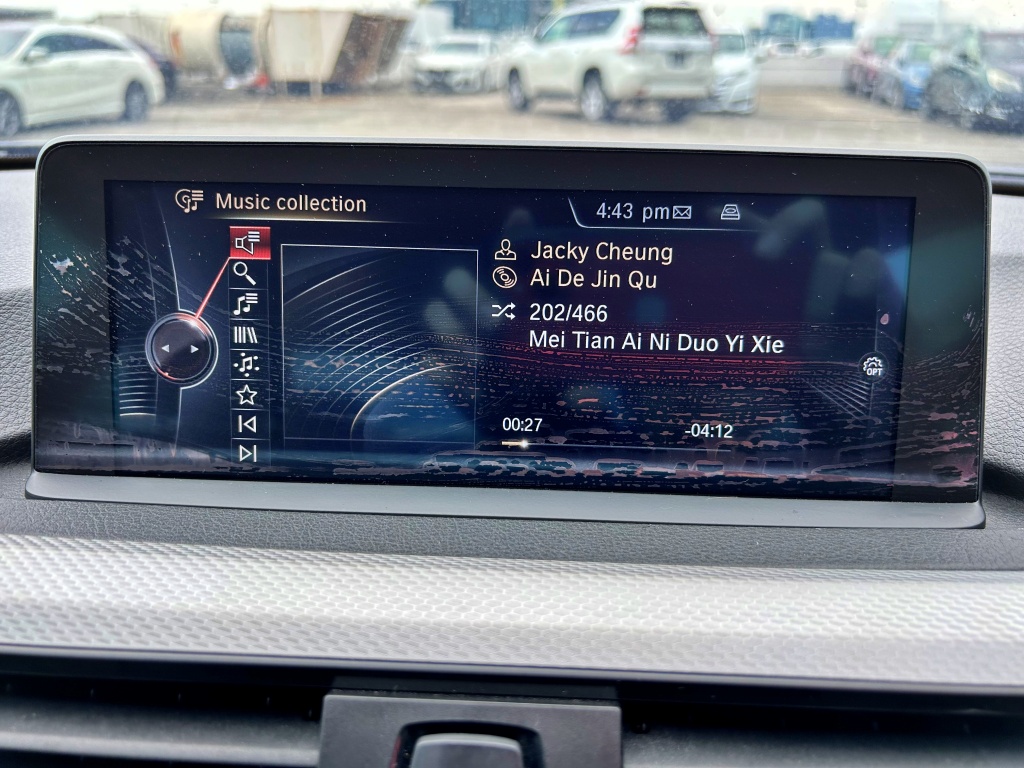 Music collection
4:43 pm
Jacky Cheung
Ai De Jin Qu
202/466
Mei Tian Ai Ni Duo Yi Xie
OPT
00:27
-04:12